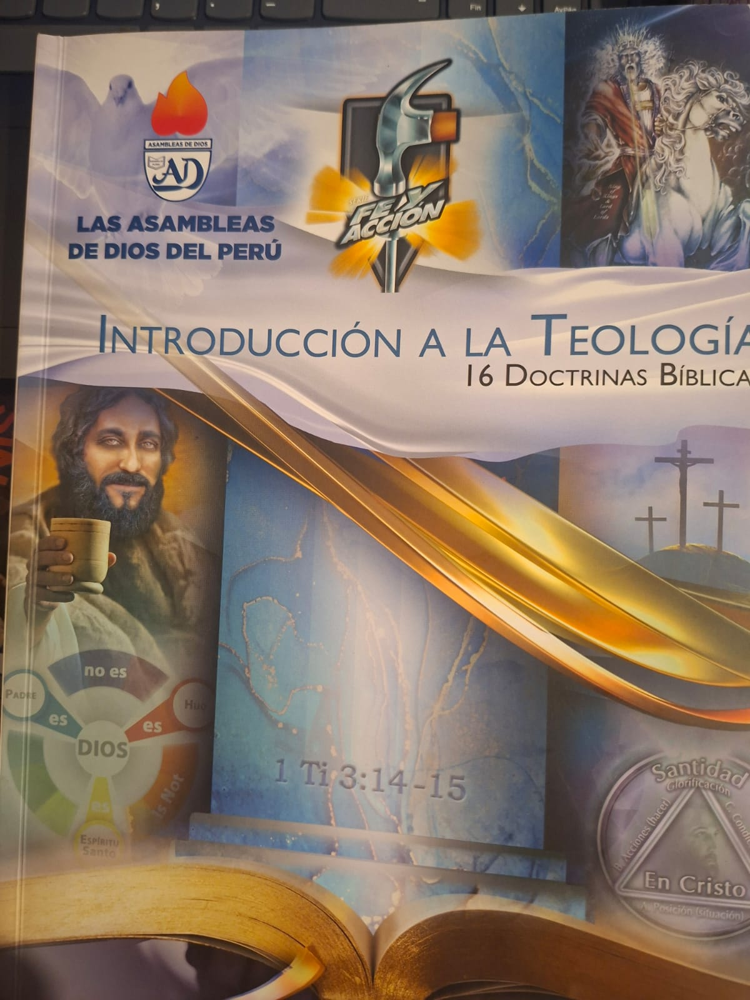 Fin
AvPág
ASAMBLEAS DE DIOS
AD
LAS ASAMBLEAS
DE DIOS DEL PERÚ
SERIE
FE Y
ACCIÓN
King
of
Kings
&
Lord
of
Lords
INTRODUCCIÓN A LA TEOLOGÍA
16 DOCTRINAS BÍBLICA
no es
PADRE
es
es
DIOS
Is Not
es
ESPÍRITU
Santo
1 Ti 3:14-15
Santidad
Glorificación
B. Acciones (hacer)
En Cristo
A. Posición (situación)